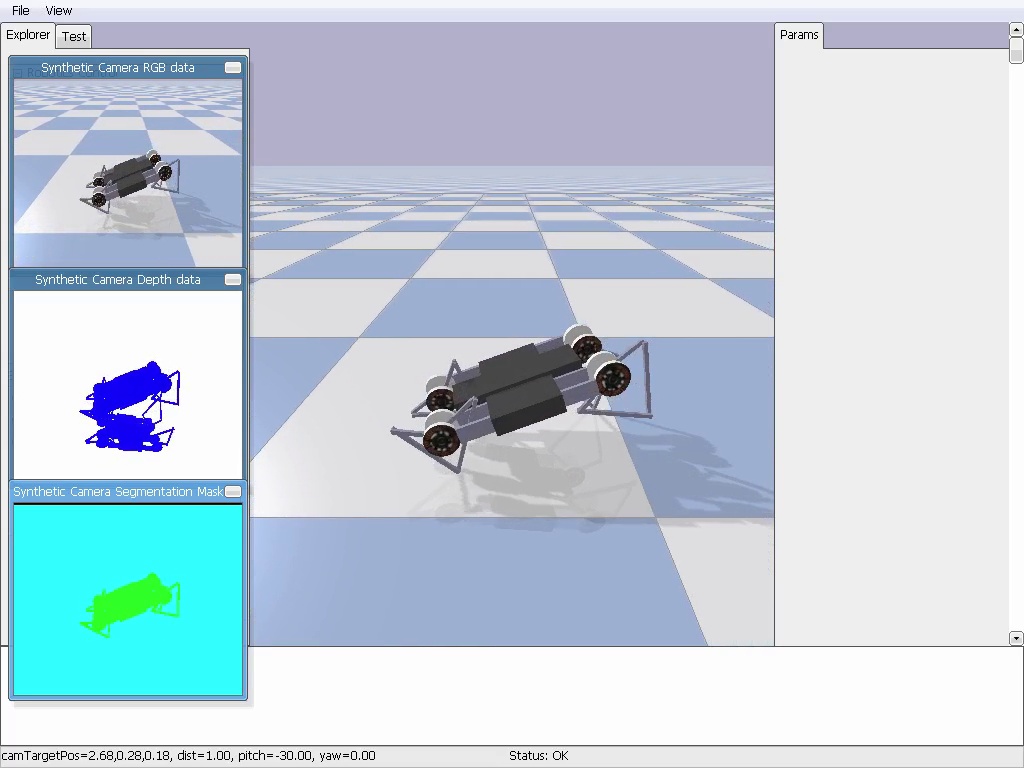 File View
Explorer Test
Params
Synthetic Camera RGB data
Synthetic Camera Depth data
Synthetic Camera Segmentation Mask
camTargetPos=2.68,0.28,0.18, dist=1.00, pitch=-30.00, yaw=0.00
Status: OK